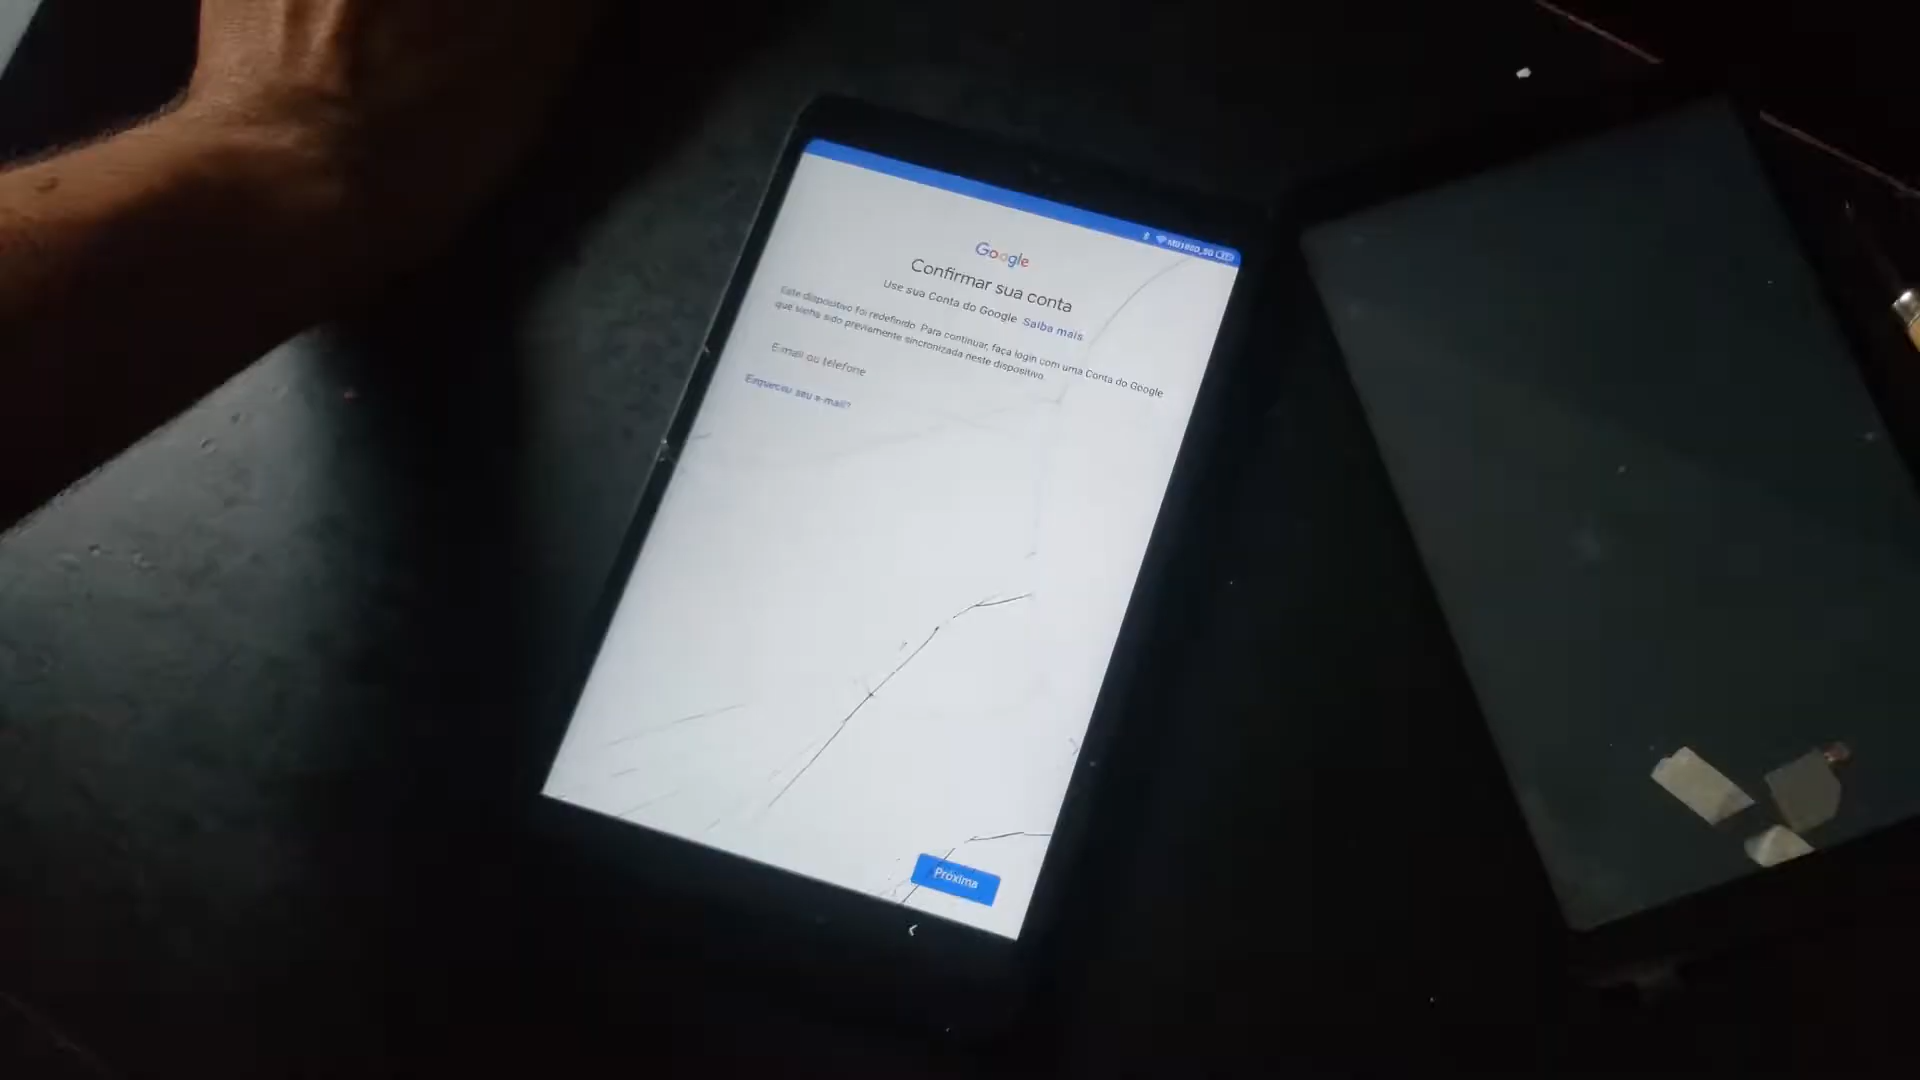 Google
Confirmar sua conta
Use sua Conta do Google Saiba mais
Este dispositivo foi redefinido. Para continuar, faça login com uma Conta do Google
que tenha sido previamente sincronizada neste dispositivo.
E-mail ou telefone
Esqueceu seu e-mail?
Próxima